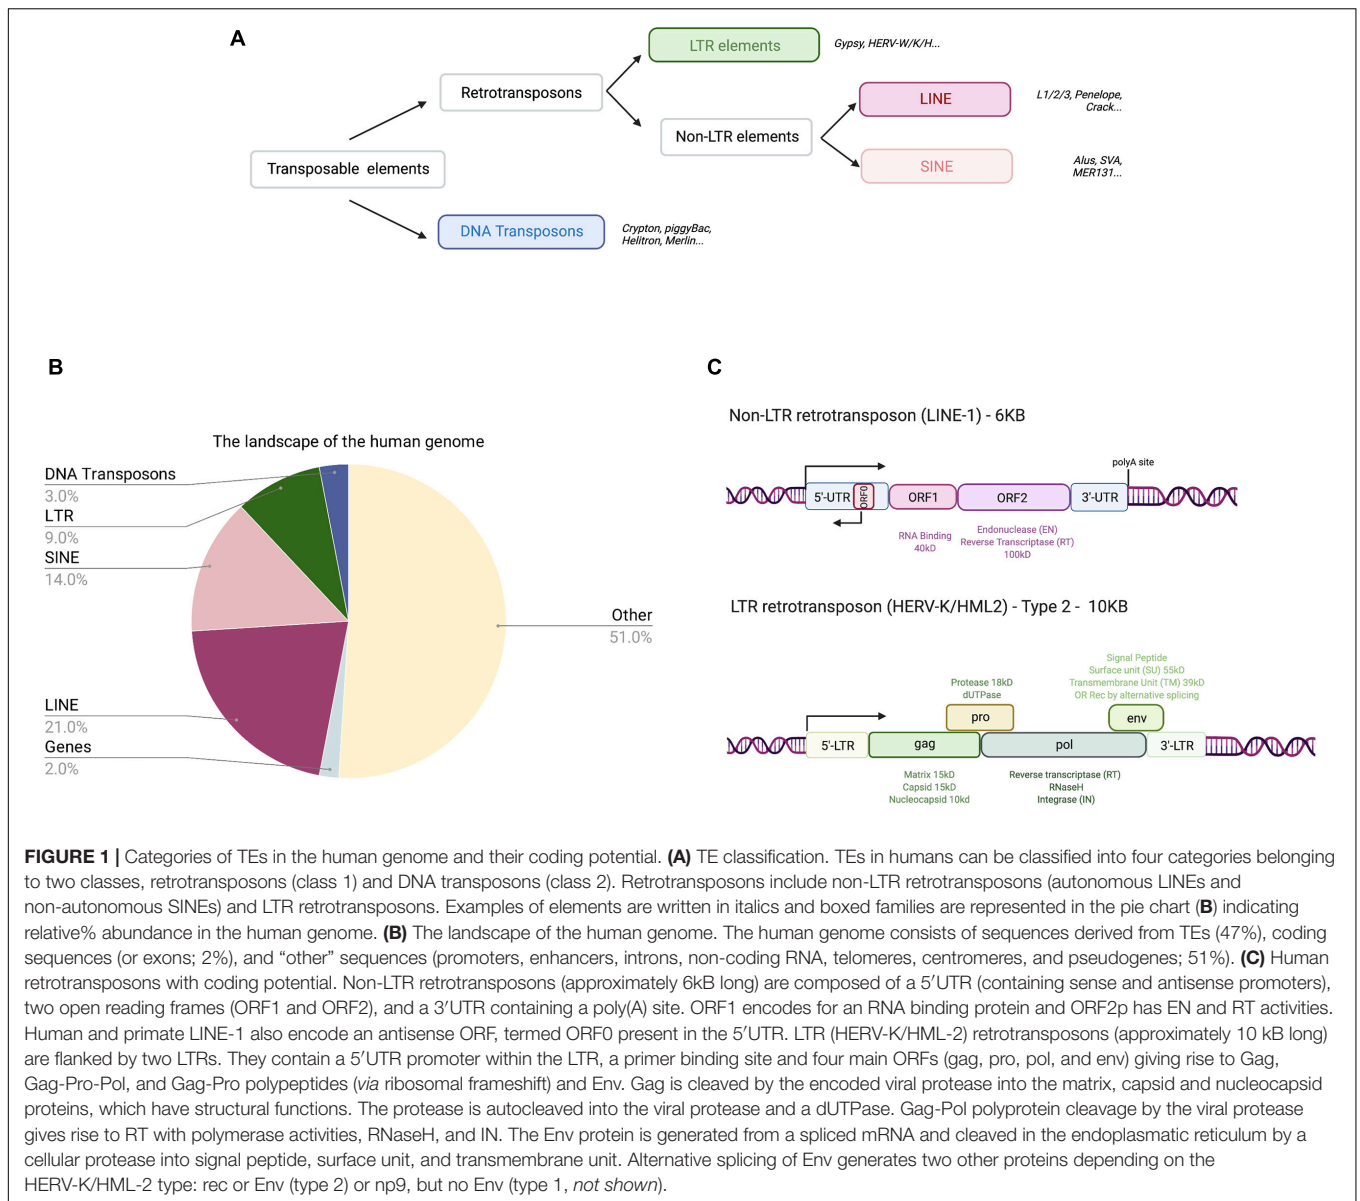 A
LTR elements
Gypsy, HERV-W/K/H...
Retrotransposons
LINE
L1/2/3, Penelope,
Crack...
Non-LTR elements
Transposable elements
SINE
Alus, SVA,
MER131...
DNA Transposons
Crypton, piggyBac,
Helitron, Merlin...
B
The landscape of the human genome
DNA Transposons
3.0%
LTR
9.0%
SINE
14.0%
Other
51.0%
LINE
21.0%
Genes
2.0%
C
Non-LTR retrotransposon (LINE-1) - 6KB
polyA site
5'-UTR
ORF0
ORF1
ORF2
3'-UTR
RNA Binding
40kD
Endonuclease (EN)
Reverse Transcriptase (RT)
100kD
LTR retrotransposon (HERV-K/HML2) - Type 2 - 10KB
Signal Peptide
Surface unit (SU) 55kD
Transmembrane Unit (TM) 39kD
OR Rec by alternative splicing
Protease 18kD
dUTPase
pro
env
5'-LTR
gag
pol
3'-LTR
Matrix 15kD
Capsid 15kD
Nucleocapsid 10kd
Reverse transcriptase (RT)
RNaseH
Integrase (IN)
FIGURE 1 | Categories of TEs in the human genome and their coding potential. (A) TE classification. TEs in humans can be classified into four categories belonging
to two classes, retrotransposons (class 1) and DNA transposons (class 2). Retrotransposons include non-LTR retrotransposons (autonomous LINEs and
non-autonomous SINEs) and LTR retrotransposons. Examples of elements are written in italics and boxed families are represented in the pie chart (B) indicating
relative% abundance in the human genome. (B) The landscape of the human genome. The human genome consists of sequences derived from TEs (47%), coding
sequences (or exons; 2%), and “other” sequences (promoters, enhancers, introns, non-coding RNA, telomeres, centromeres, and pseudogenes; 51%). (C) Human
retrotransposons with coding potential. Non-LTR retrotransposons (approximately 6kB long) are composed of a 5′UTR (containing sense and antisense promoters),
two open reading frames (ORF1 and ORF2), and a 3′UTR containing a poly(A) site. ORF1 encodes for an RNA binding protein and ORF2p has EN and RT activities.
Human and primate LINE-1 also encode an antisense ORF, termed ORF0 present in the 5′UTR. LTR (HERV-K/HML-2) retrotransposons (approximately 10 kB long)
are flanked by two LTRs. They contain a 5′UTR promoter within the LTR, a primer binding site and four main ORFs (gag, pro, pol, and env) giving rise to Gag,
Gag-Pro-Pol, and Gag-Pro polypeptides (via ribosomal frameshift) and Env. Gag is cleaved by the encoded viral protease into the matrix, capsid and nucleocapsid
proteins, which have structural functions. The protease is autocleaved into the viral protease and a dUTPase. Gag-Pol polyprotein cleavage by the viral protease
gives rise to RT with polymerase activities, RNaseH, and IN. The Env protein is generated from a spliced mRNA and cleaved in the endoplasmatic reticulum by a
cellular protease into signal peptide, surface unit, and transmembrane unit. Alternative splicing of Env generates two other proteins depending on the
HERV-K/HML-2 type: rec or Env (type 2) or np9, but no Env (type 1, not shown).